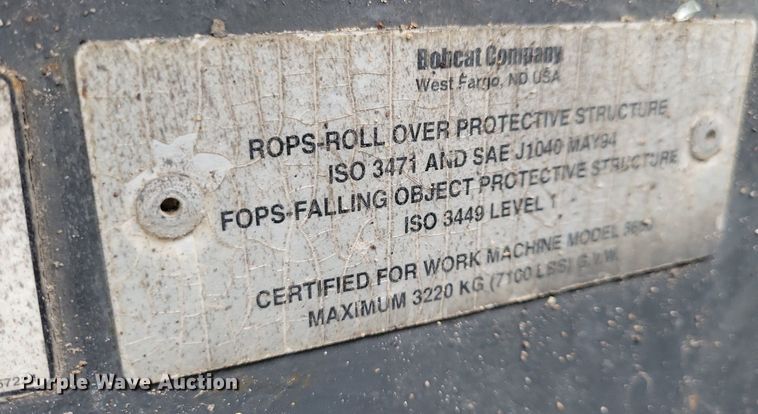 Bobcat Company
West Fargo, ND USA
ROPS-ROLL OVER PROTECTIVE STRUCTURE
ISO 3471 AND SAE J1040 MAY94
FOPS-FALLING OBJECT PROTECTIVE STRUCTURE
ISO 3449 LEVEL 1
CERTIFIED FOR WORK MACHINE MODEL
MAXIMUM 3220 KG (7100 LBS) G.V.W.
Purple Wave Auction